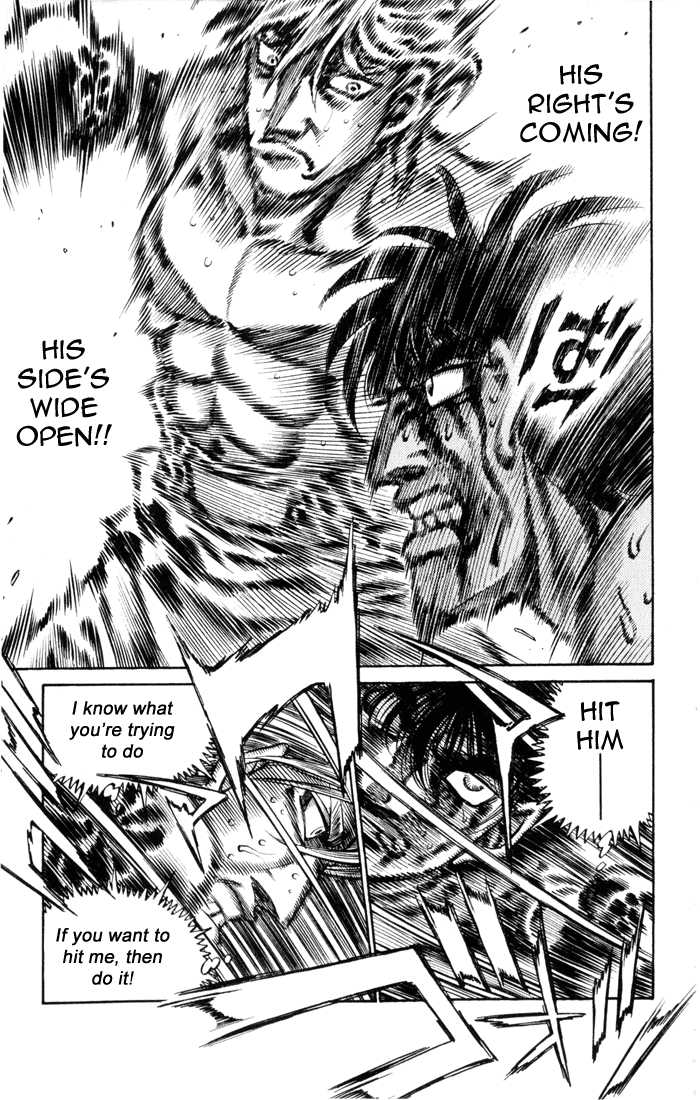 HIS
RIGHT'S
COMING!
ば
HIS
SIDE'S
WIDE
OPEN!!
HIT
HIM
—
I know what
you're trying
to do
If you want to
hit me, then
do it!